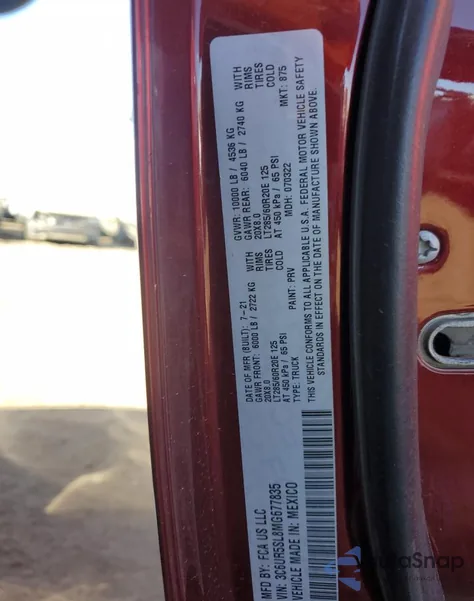 MFD BY: FCA US LLC
DATE OF MFR (BUILT): 7-21
GVWR: 10000 LB / 4536 KG
GAWR FRONT: 6000 LB / 2722 KG WITH
20X8.0 RIMS
LT285/60R20E 125 TIRES
AT 450 kPa / 65 PSI COLD
GAWR REAR: 6040 LB / 2740 KG WITH
20X8.0 RIMS
LT285/60R20E 125 TIRES
AT 450 kPa / 65 PSI COLD
VIN: 3C6UR5SL8MG677835
TYPE: TRUCK
PAINT: PRV
MDH: 070322
MKT: 875
VEHICLE MADE IN: MEXICO
THIS VEHICLE CONFORMS TO ALL APPLICABLE U.S.A. FEDERAL MOTOR VEHICLE SAFETY
STANDARDS IN EFFECT ON THE DATE OF MANUFACTURE SHOWN ABOVE.
AutoSnap